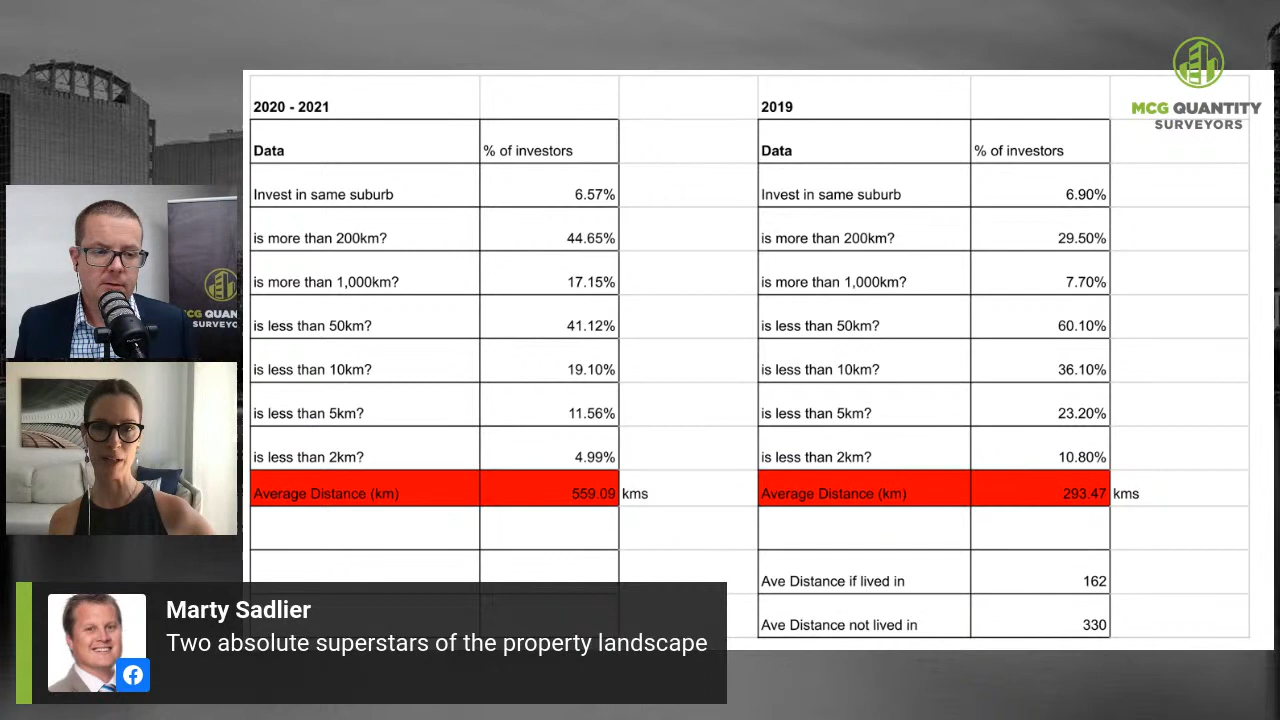 MCG QUANTITY
SURVEYORS
2020 - 2021
Data % of investors
Invest in same suburb 6.57%
is more than 200km? 44.65%
is more than 1,000km? 17.15%
is less than 50km? 41.12%
is less than 10km? 19.10%
is less than 5km? 11.56%
is less than 2km? 4.99%
Average Distance (km) 559.09 kms
2019
Data % of investors
Invest in same suburb 6.90%
is more than 200km? 29.50%
is more than 1,000km? 7.70%
is less than 50km? 60.10%
is less than 10km? 36.10%
is less than 5km? 23.20%
is less than 2km? 10.80%
Average Distance (km) 293.47 kms
Ave Distance if lived in 162
Ave Distance not lived in 330
MCG QUAN
SURVEYO
Marty Sadlier
Two absolute superstars of the property landscape